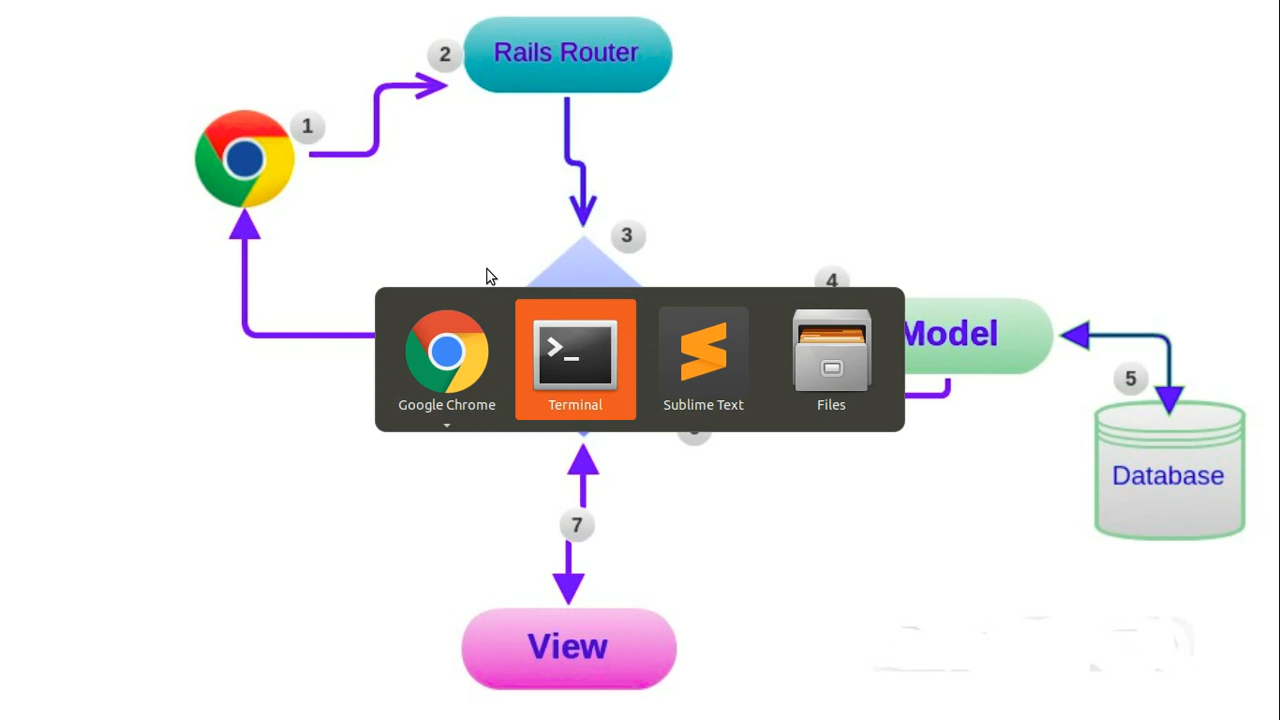 2
Rails Router
1
3
4
Model
Google Chrome
>_
Terminal
Sublime Text
Files
5
Database
7
View